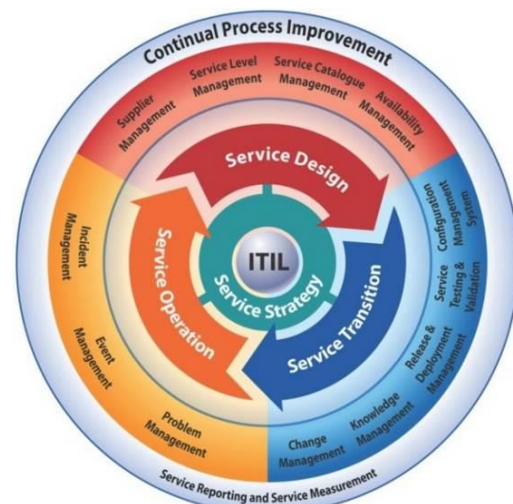 Continual Process Improvement
Supplier
Management
Service Level
Management
Service Catalogue
Management
Availability
Management
Configuration
Management
System
Service
Testing &
Validation
Release &
Deployment
Management
Knowledge
Management
Change
Management
Problem
Management
Event
Management
Incident
Management
Service Design
Service Transition
Service Operation
Service Strategy
ITIL
Service Reporting and Service Measurement